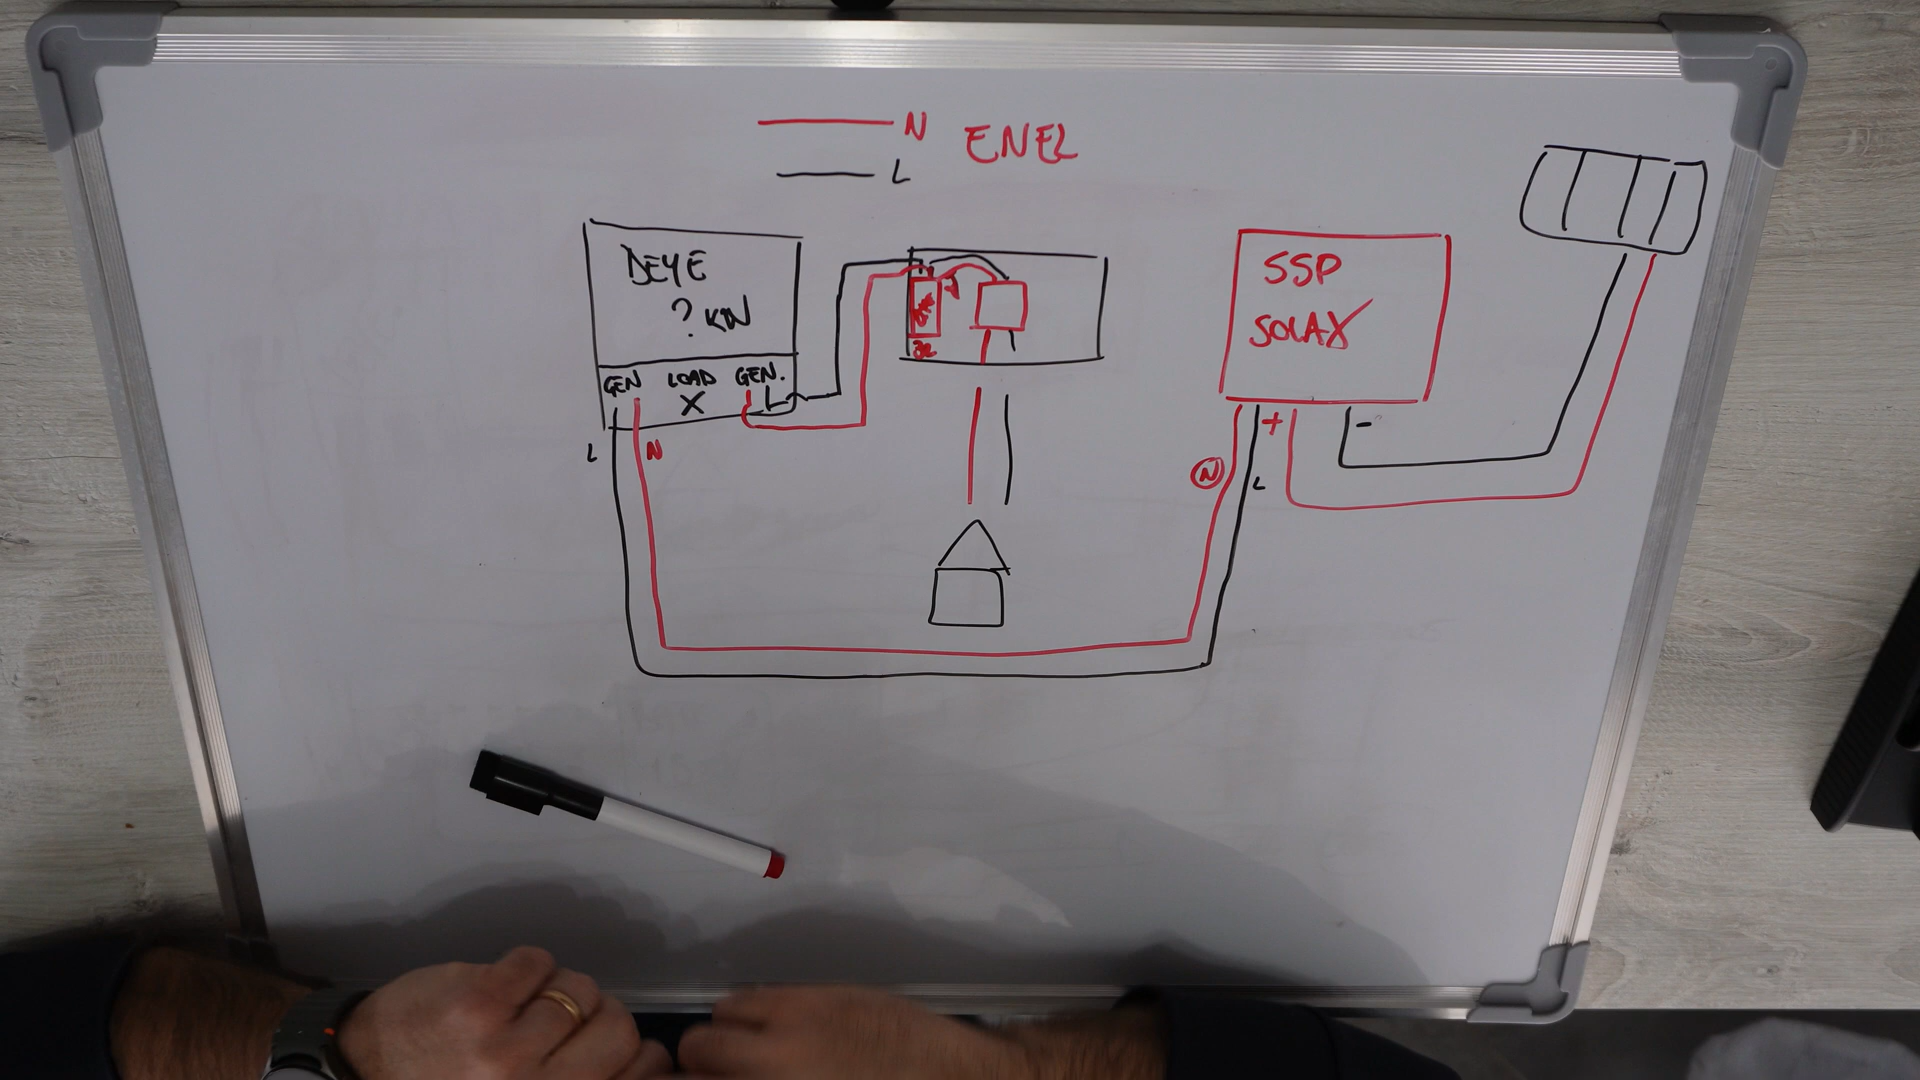 N ENEL
L
DEYE
? KW
GEN LOAD GEN.
X L
L N
SSP
SOLAX
+ -
N L